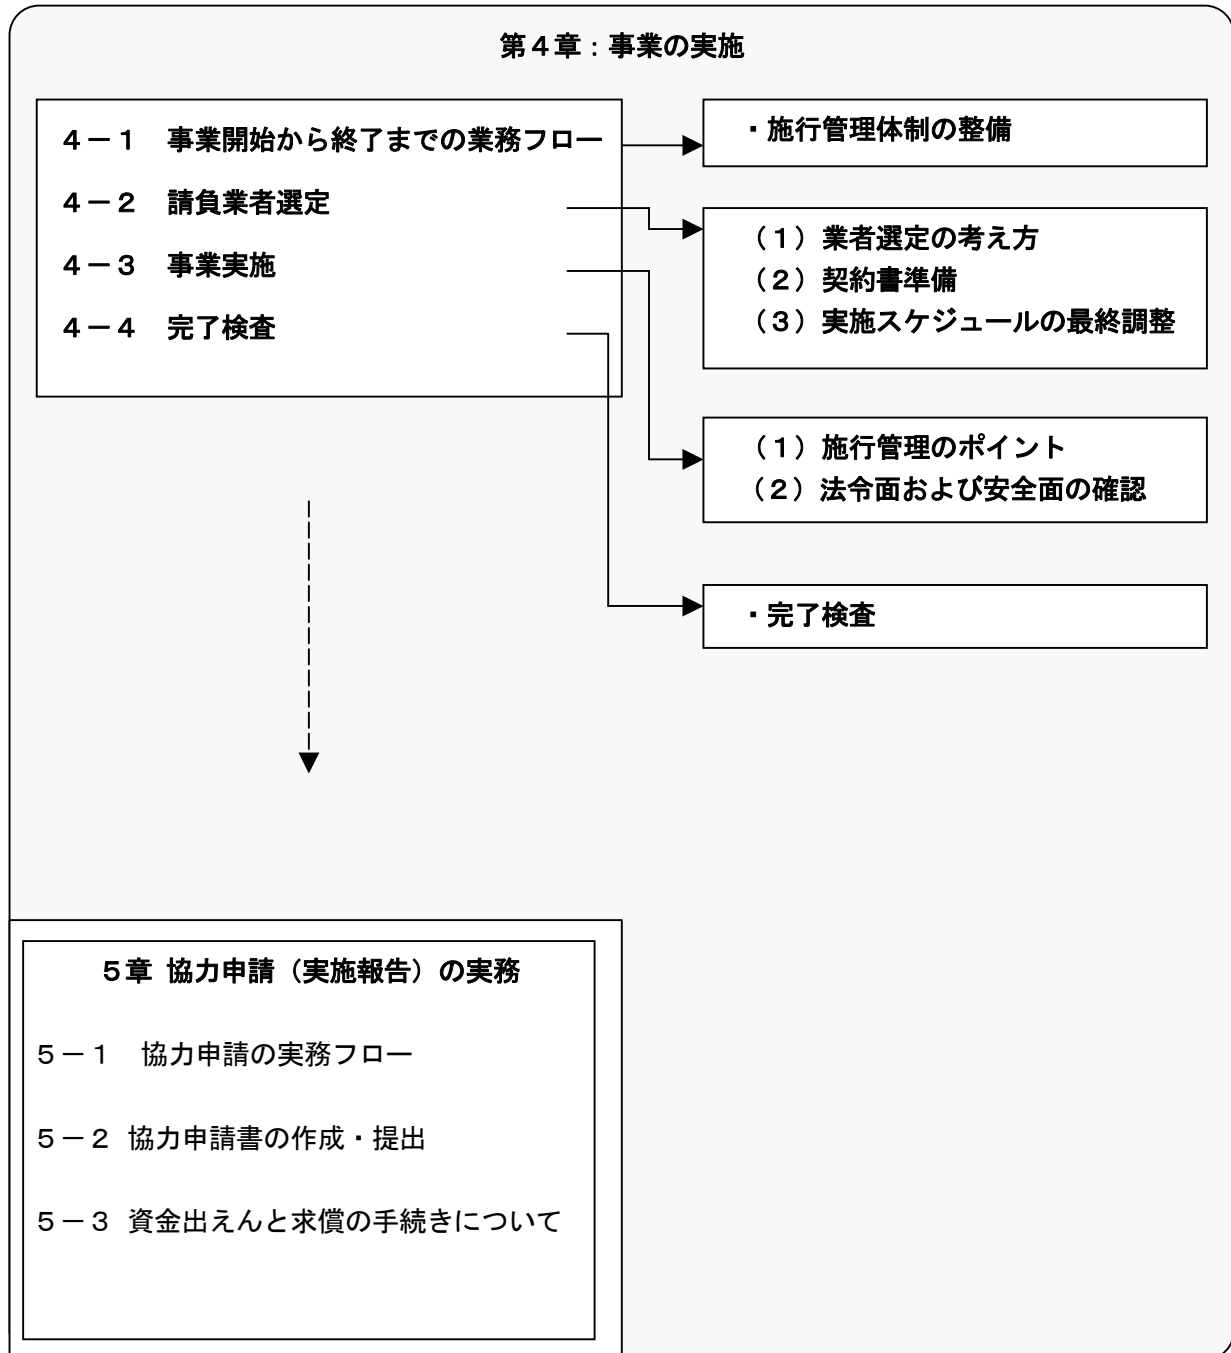 第４章：事業の実施
４－１　事業開始から終了までの業務フロー
４－２　請負業者選定
４－３　事業実施
４－４　完了検査
・施行管理体制の整備
（１）業者選定の考え方
（２）契約書準備
（３）実施スケジュールの最終調整
（１）施行管理のポイント
（２）法令面および安全面の確認
・完了検査
５章 協力申請（実施報告）の実務
５－１　協力申請の実務フロー
５－２ 協力申請書の作成・提出
５－３ 資金出えんと求償の手続きについて